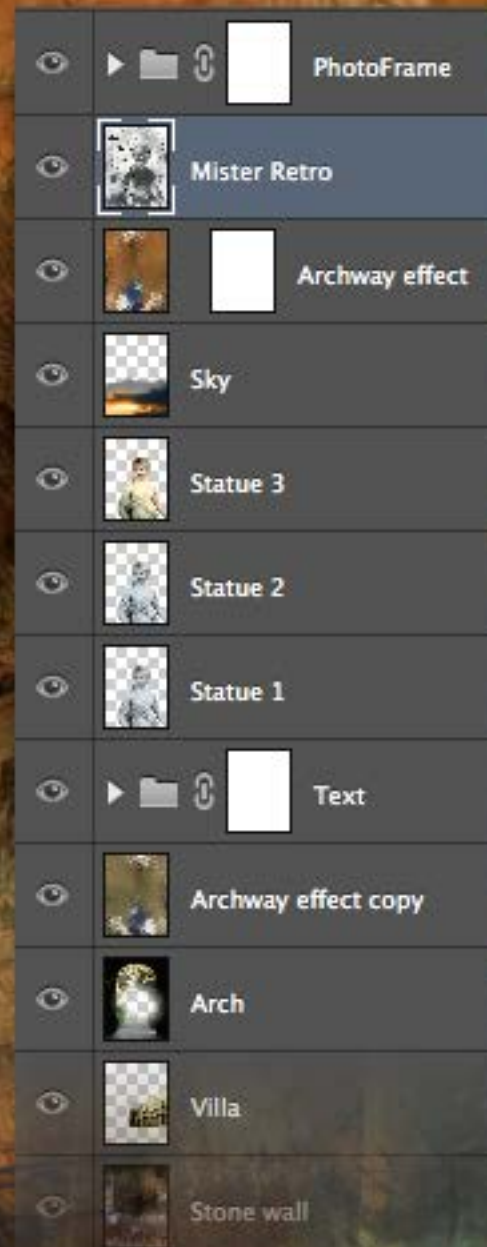 PhotoFrame
Mister Retro
Archway effect
Sky
Statue 3
Statue 2
Statue 1
Text
Archway effect copy
Arch
Villa
Stone wall